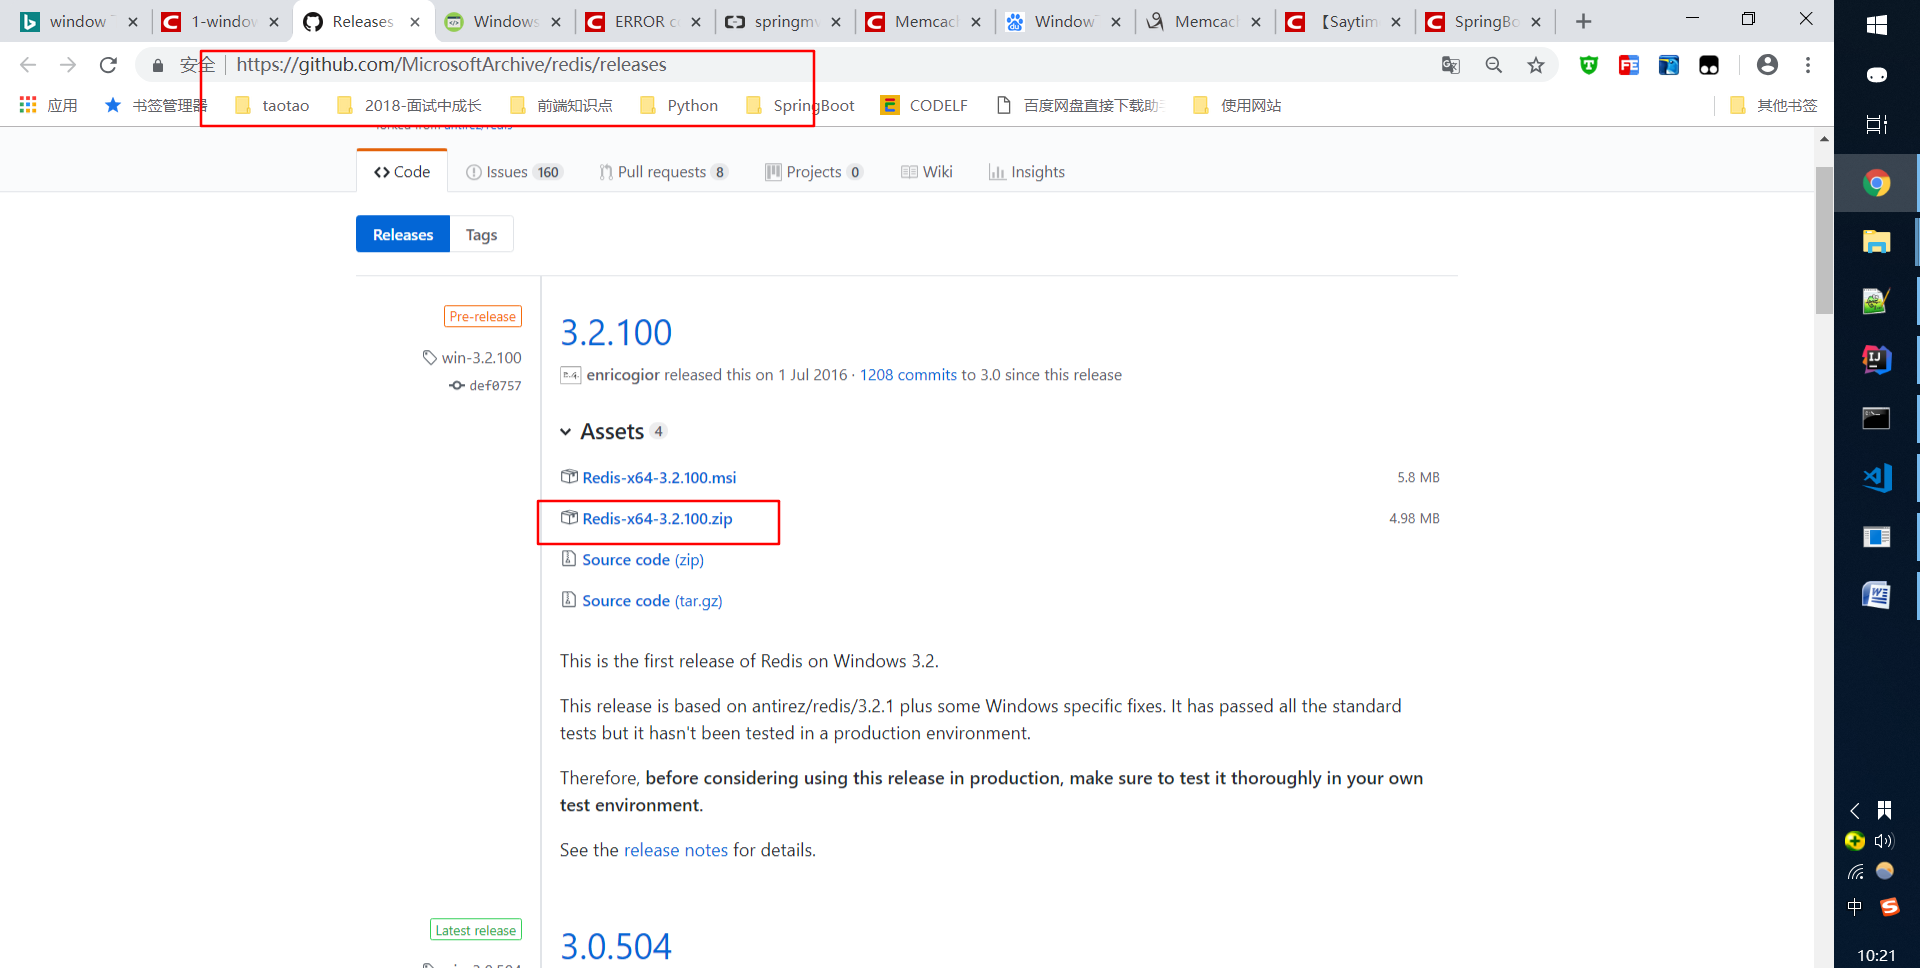 window
1-window
Releases
Windows
ERROR c
springm
Memcac
Window
Memcac
【Saytim
SpringBo
安全 https://github.com/MicrosoftArchive/redis/releases
应用 书签管理器 taotao 2018-面试中成长 前端知识点 Python SpringBoot CODELF 百度网盘直接下载助 使用网站 其他书签
forked from antirez/redis
Code Issues 160 Pull requests 8 Projects 0 Wiki Insights
Releases Tags
Pre-release
win-3.2.100
def0757
3.2.100
enricogior released this on 1 Jul 2016 · 1208 commits to 3.0 since this release
Assets 4
Redis-x64-3.2.100.msi 5.8 MB
Redis-x64-3.2.100.zip 4.98 MB
Source code (zip)
Source code (tar.gz)
This is the first release of Redis on Windows 3.2.
This release is based on antirez/redis/3.2.1 plus some Windows specific fixes. It has passed all the standard
tests but it hasn't been tested in a production environment.
Therefore, before considering using this release in production, make sure to test it thoroughly in your own
test environment.
See the release notes for details.
Latest release
3.0.504
中
10:21